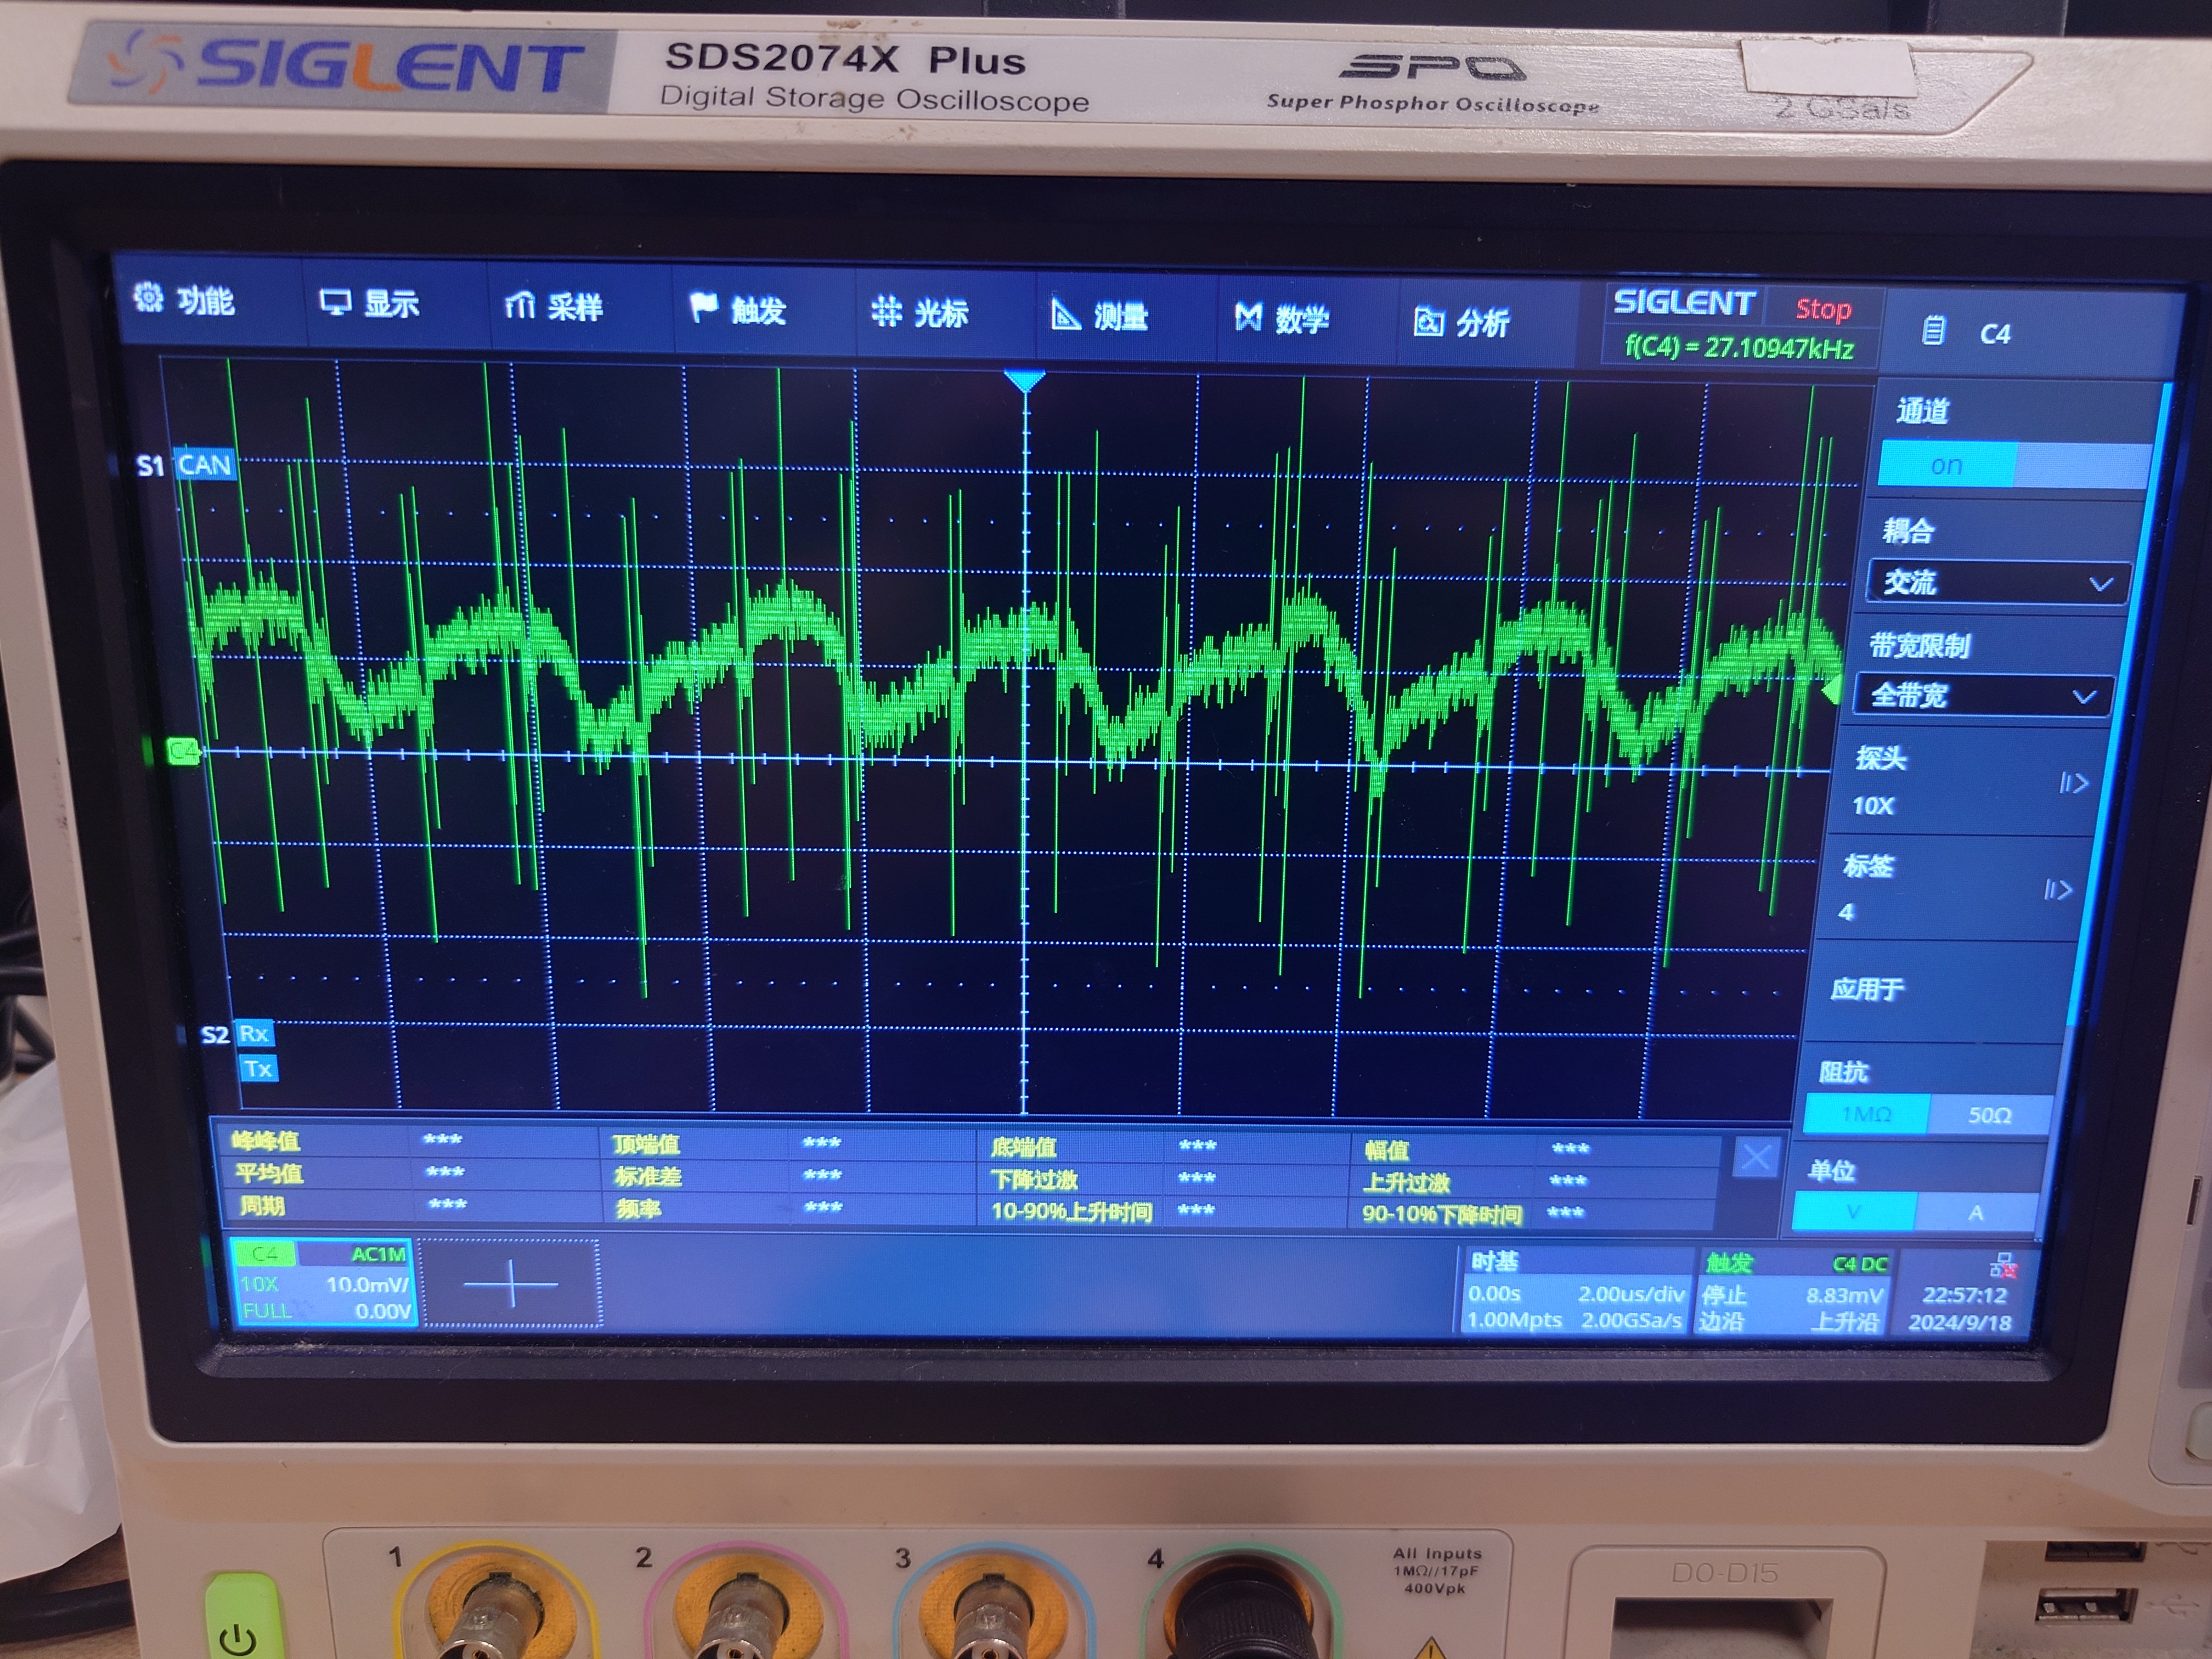 SIGLENT
SDS2074X Plus
Digital Storage Oscilloscope
SPO
Super Phosphor Oscilloscope
2 GSa/s
功能 显示 采样 触发 光标 测量 数学 分析
SIGLENT Stop
f(C4) = 27.10947kHz
C4
通道
on
耦合
交流
带宽限制
全带宽
探头
10X
标签
4
应用于
阻抗
1MΩ 50Ω
单位
V A
S1 CAN
C4
S2 Rx
Tx
峰峰值 *** 顶端值 *** 底端值 *** 幅值 ***
平均值 *** 标准差 *** 下降过激 *** 上升过激 ***
周期 *** 频率 *** 10-90%上升时间 *** 90-10%下降时间 ***
C4 AC1M
10X 10.0mV/
FULL 0.00V
时基
0.00s 2.00us/div
1.00Mpts 2.00GSa/s
触发 C4 DC
停止 8.83mV
边沿 上升沿
22:57:12
2024/9/18
1
2
3
4
All Inputs
1MΩ//17pF
400Vpk
D0-D15